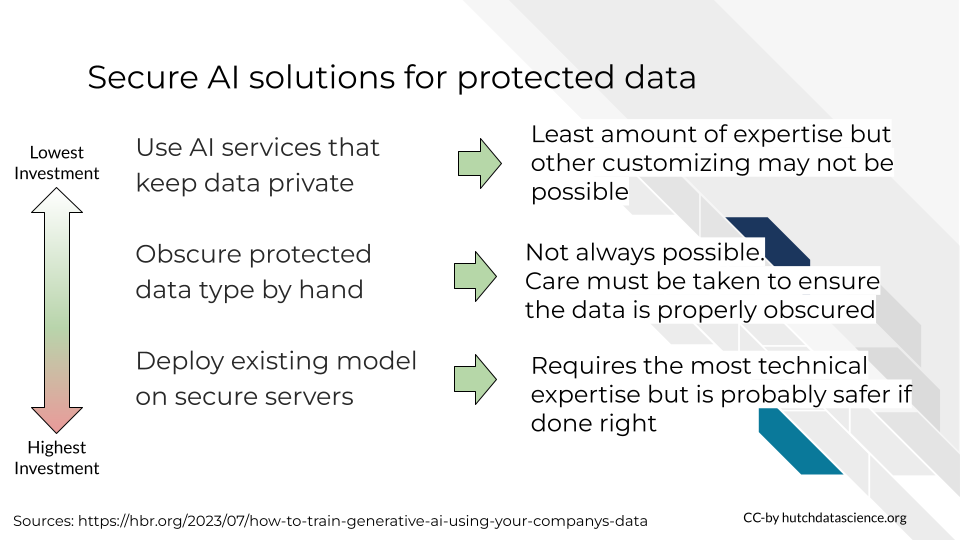 Secure AI solutions for protected data
Lowest
Investment
Use AI services that
keep data private
Least amount of expertise but
other customizing may not be
possible
Obscure protected
data type by hand
Not always possible.
Care must be taken to ensure
the data is properly obscured
Deploy existing model
on secure servers
Requires the most technical
expertise but is probably safer if
done right
Highest
Investment
Sources: https://hbr.org/2023/07/how-to-train-generative-ai-using-your-companys-data
CC-by hutchdatascience.org